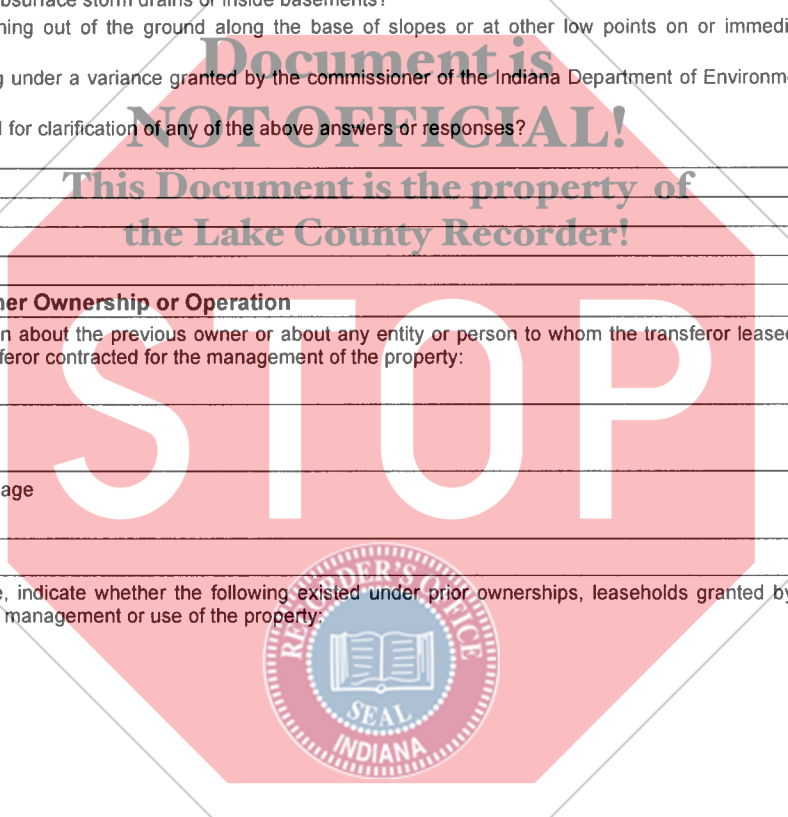 bsurface storm drains or inside basements?
ning out of the ground along the base of slopes or at other low points on or immedi
Document is
g under a variance granted by the commissioner of the Indiana Department of Environm
NOT OFFICIAL!
l for clarification of any of the above answers or responses?
This Document is the property of
the Lake County Recorder!
ner Ownership or Operation
n about the previous owner or about any entity or person to whom the transferor leased
feror contracted for the management of the property:
STOP
age
e, indicate whether the following existed under prior ownerships, leaseholds granted by
management or use of the property:
RECORDER'S OFFICE
SEAL
INDIANA